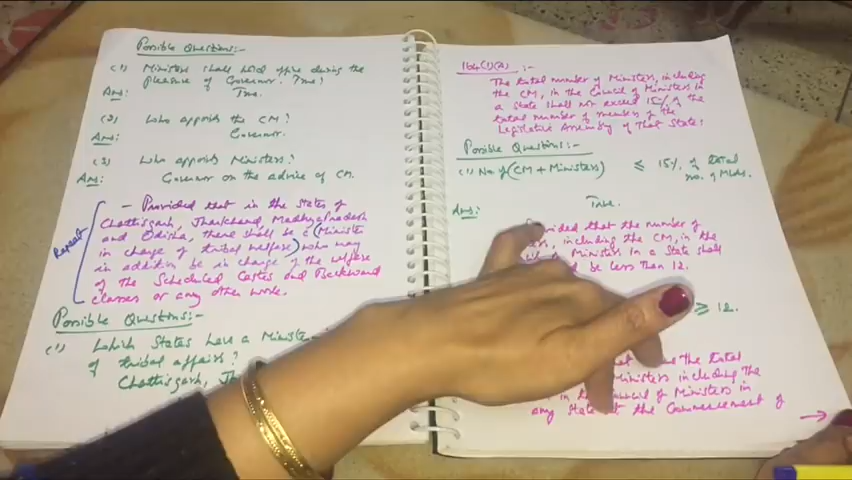 Possible Questions:-
(1) Ministers shall hold office during the
pleasure of Governor. True?
Ans: True.
(2) Who appoints the CM?
Ans: Governor.
(3) Who appoints Ministers?
Ans: Governor on the advice of CM.
Repeat
- Provided that in the States of
Chattisgarh, Jharkhand, Madhya Pradesh
and Odisha, there shall be a (Minister
in charge of tribal welfare) who may
in addition be in charge of the welfare
of the Scheduled Castes and Backward
classes or any other work.
Possible Questions:-
(1) Which States have a Ministe
of tribal affairs?
Chattisgarh, Jh
164(1)(A) :-
The total number of Ministers, including
the CM, in the Council of Ministers in
a State shall not exceed 15% of the
total number of members of the
Legislative Assembly of That State:
Possible Questions:-
(1) No of (CM + Ministers) ≤ 15% of total
no. of MLAs.
Ans: True.
Provided that the number of
including the CM, in the
Ministers in a State shall
be less than 12.
≥ 12.
the total
Ministers including the
of Ministers in
any State at the Commencement of